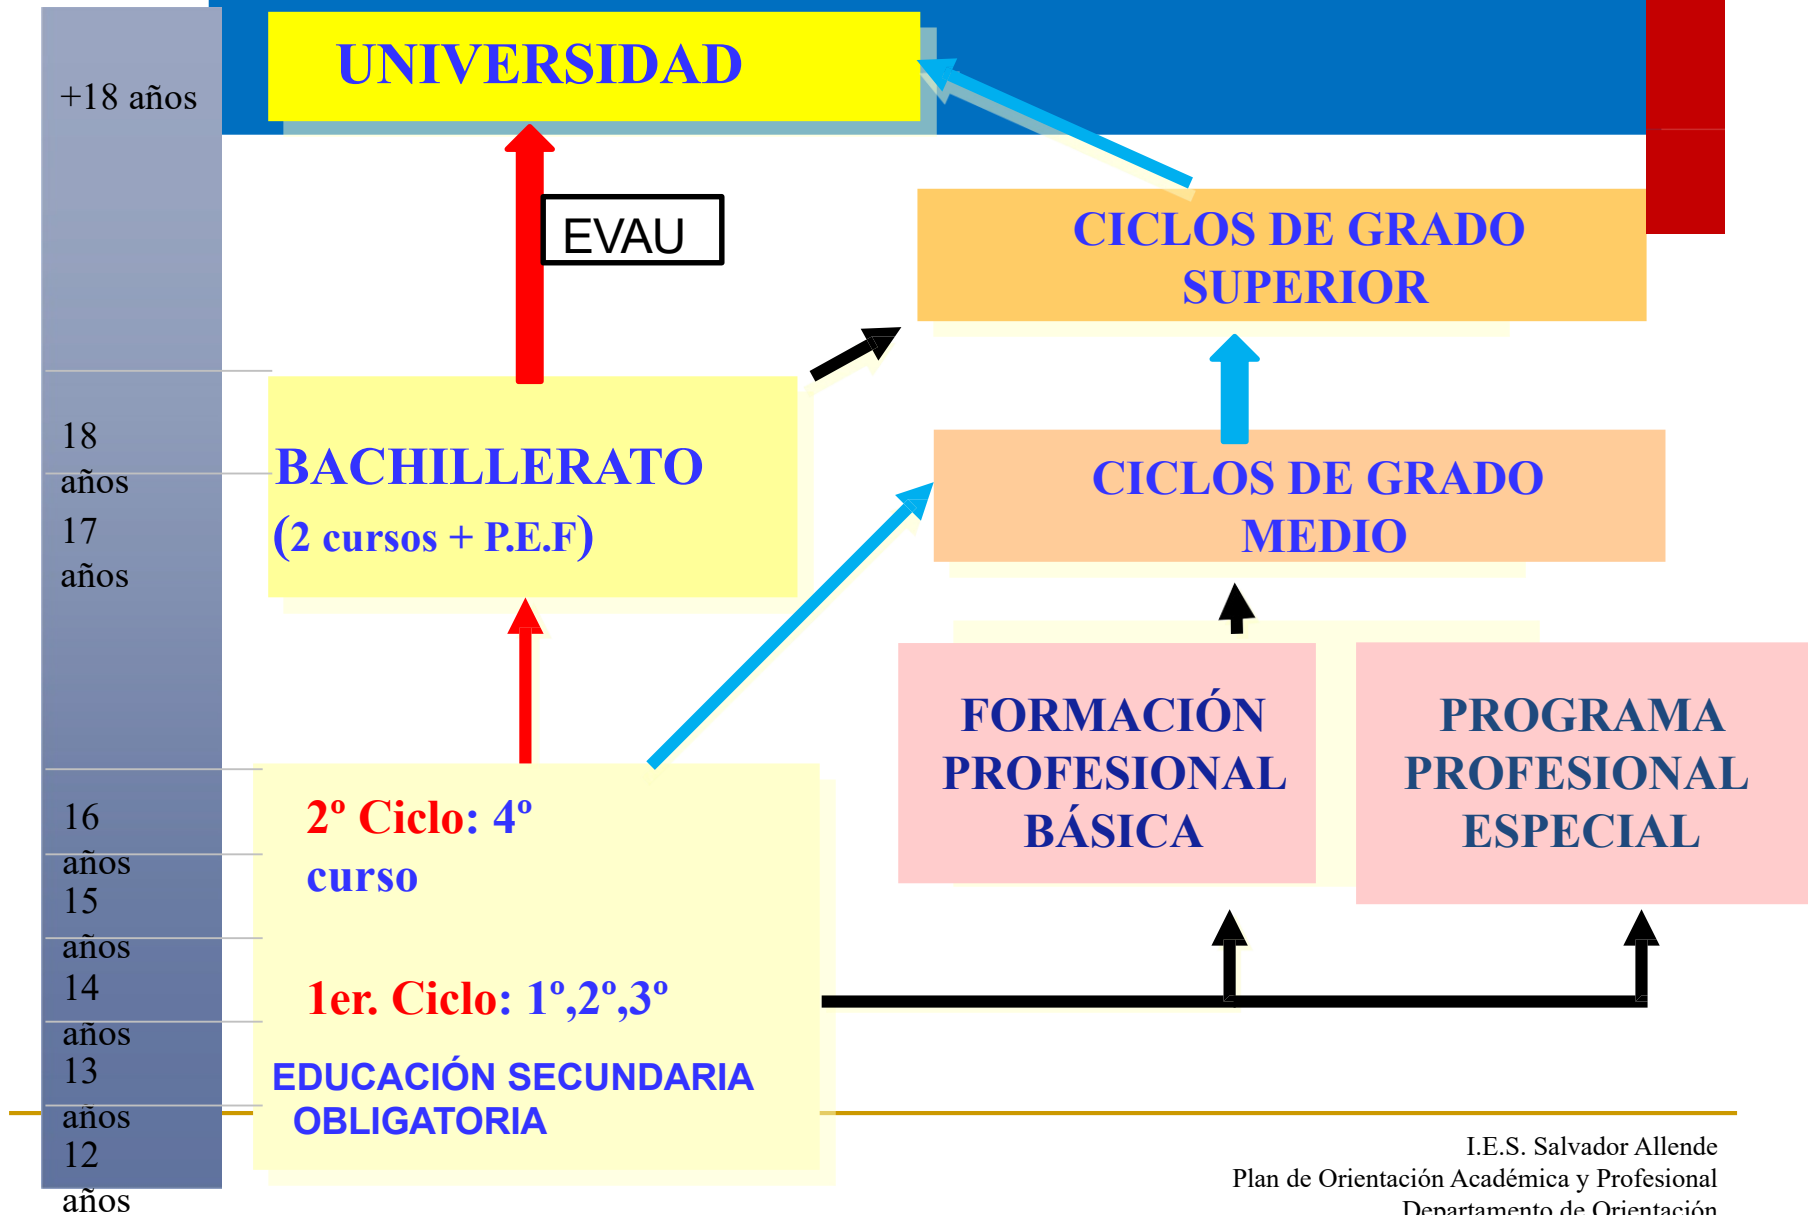 UNIVERSIDAD
+18 años
EVAU
CICLOS DE GRADO
SUPERIOR
18
años
17
años
BACHILLERATO
(2 cursos + P.E.F)
CICLOS DE GRADO
MEDIO
FORMACIÓN
PROFESIONAL
BÁSICA
PROGRAMA
PROFESIONAL
ESPECIAL
16
años
15
años
14
años
13
años
12
años
2º Ciclo: 4º
curso
1er. Ciclo: 1º,2º,3º
EDUCACIÓN SECUNDARIA
OBLIGATORIA
I.E.S. Salvador Allende
Plan de Orientación Académica y Profesional
Departamento de Orientación